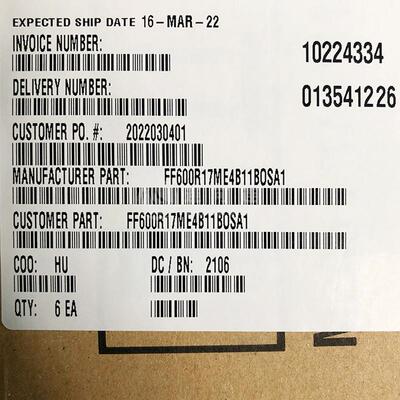 EXPECTED SHIP DATE 16-MAR-22
INVOICE NUMBER: 10224334
DELIVERY NUMBER: 013541226
CUSTOMER PO. #: 2022030401
MANUFACTURER PART: FF600R17ME4B11BOSA1
CUSTOMER PART: FF600R17ME4B11BOSA1
COO: HU DC / BN: 2106
QTY: 6 EA